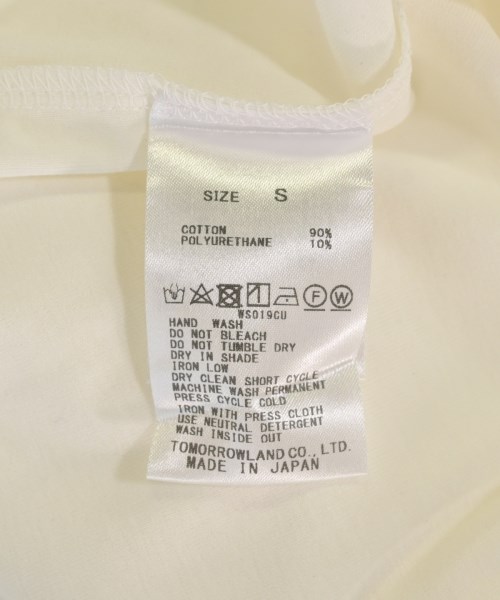 SIZE S
COTTON 90%
POLYURETHANE 10%
F W
WS019CU
HAND WASH
DO NOT BLEACH
DO NOT TUMBLE DRY
DRY IN SHADE
IRON LOW
DRY CLEAN SHORT CYCLE
MACHINE WASH PERMANENT
PRESS CYCLE COLD
IRON WITH PRESS CLOTH
USE NEUTRAL DETERGENT
WASH INSIDE OUT
TOMORROWLAND CO., LTD.
MADE IN JAPAN